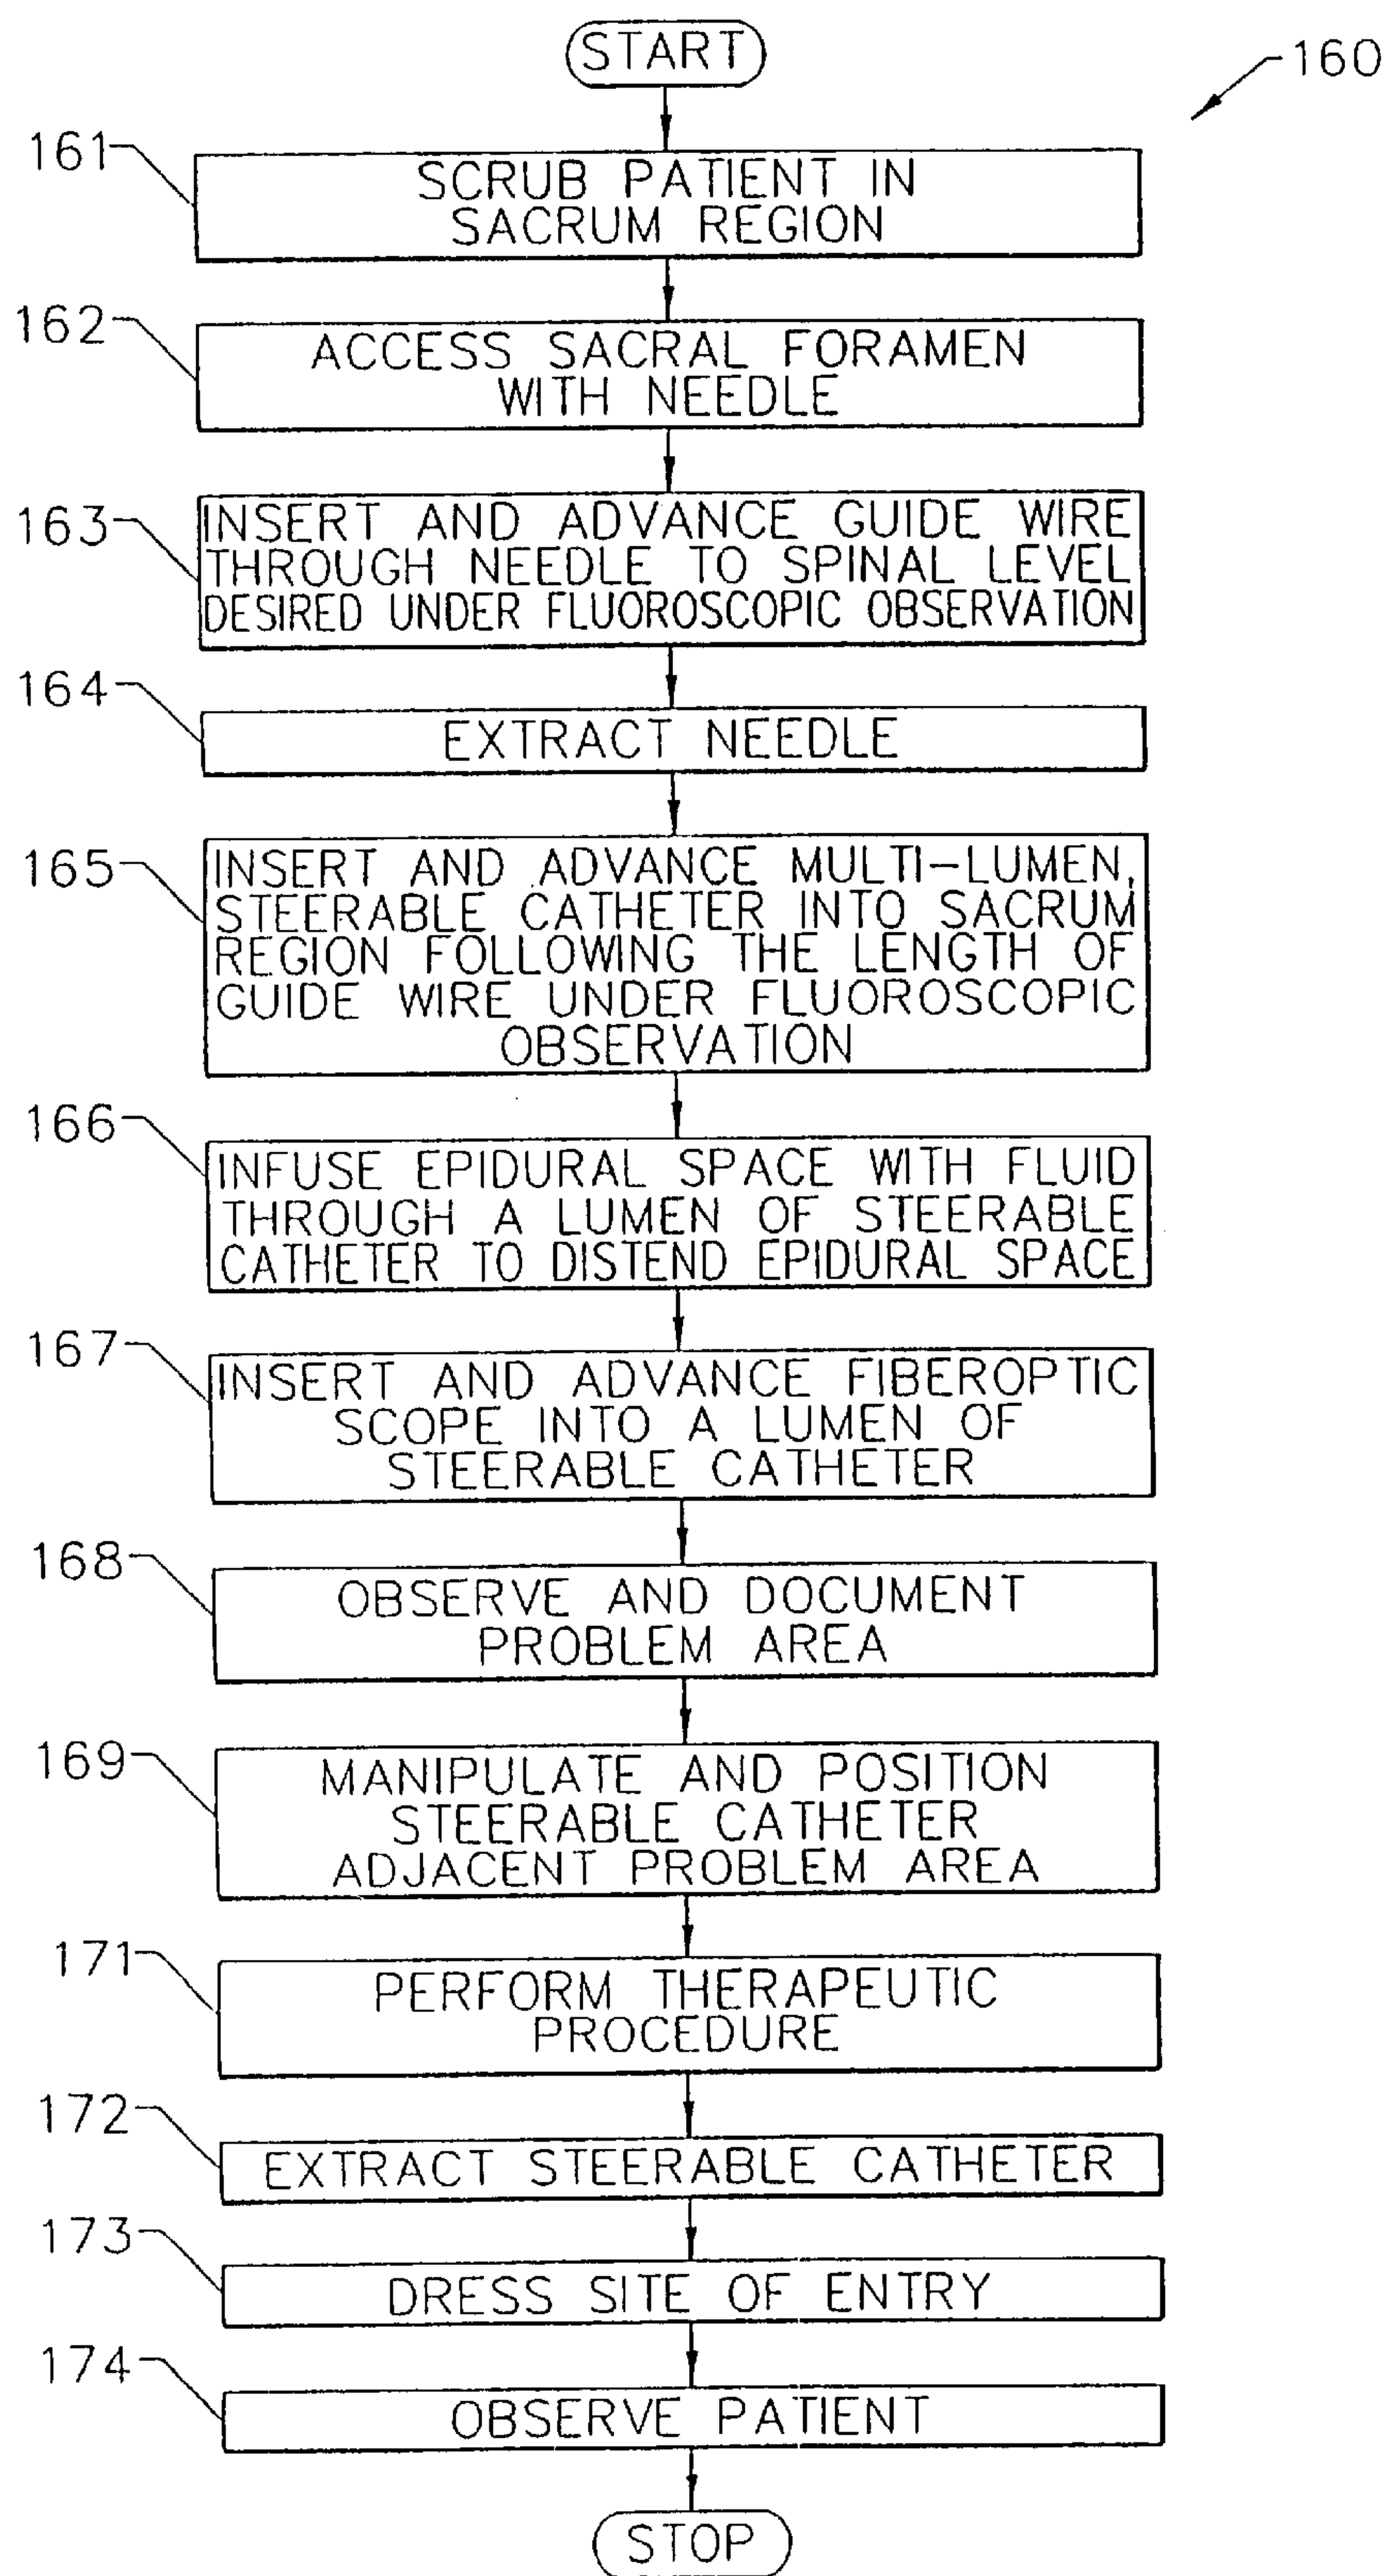 START
160
161
SCRUB PATIENT IN
SACRUM REGION
162
ACCESS SACRAL FORAMEN
WITH NEEDLE
163
INSERT AND ADVANCE GUIDE WIRE
THROUGH NEEDLE TO SPINAL LEVEL
DESIRED UNDER FLUOROSCOPIC OBSERVATION
164
EXTRACT NEEDLE
165
INSERT AND ADVANCE MULTI-LUMEN,
STEERABLE CATHETER INTO SACRUM
REGION FOLLOWING THE LENGTH OF
GUIDE WIRE UNDER FLUOROSCOPIC
OBSERVATION
166
INFUSE EPIDURAL SPACE WITH FLUID
THROUGH A LUMEN OF STEERABLE
CATHETER TO DISTEND EPIDURAL SPACE
167
INSERT AND ADVANCE FIBEROPTIC
SCOPE INTO A LUMEN OF
STEERABLE CATHETER
168
OBSERVE AND DOCUMENT
PROBLEM AREA
169
MANIPULATE AND POSITION
STEERABLE CATHETER
ADJACENT PROBLEM AREA
171
PERFORM THERAPEUTIC
PROCEDURE
172
EXTRACT STEERABLE CATHETER
173
DRESS SITE OF ENTRY
174
OBSERVE PATIENT
STOP